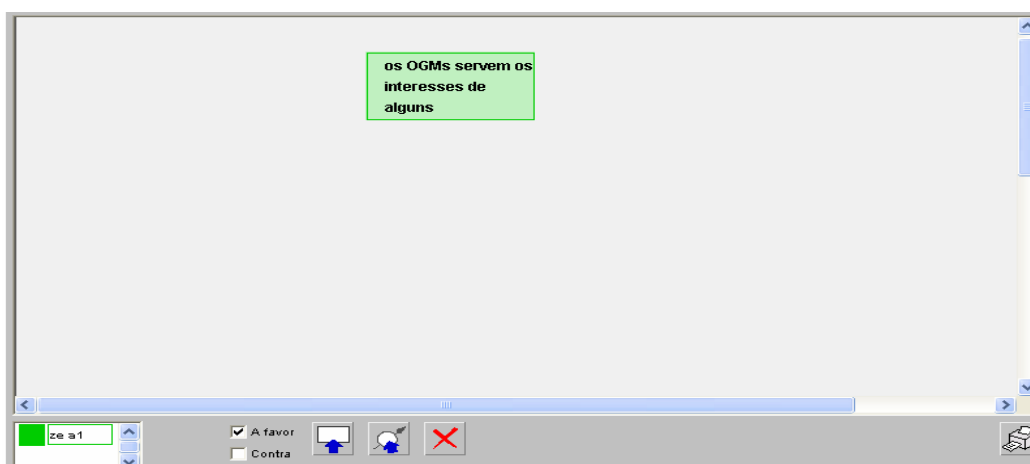 os OGMs servem os
interesses de
alguns
ze a1
A favor
Contra